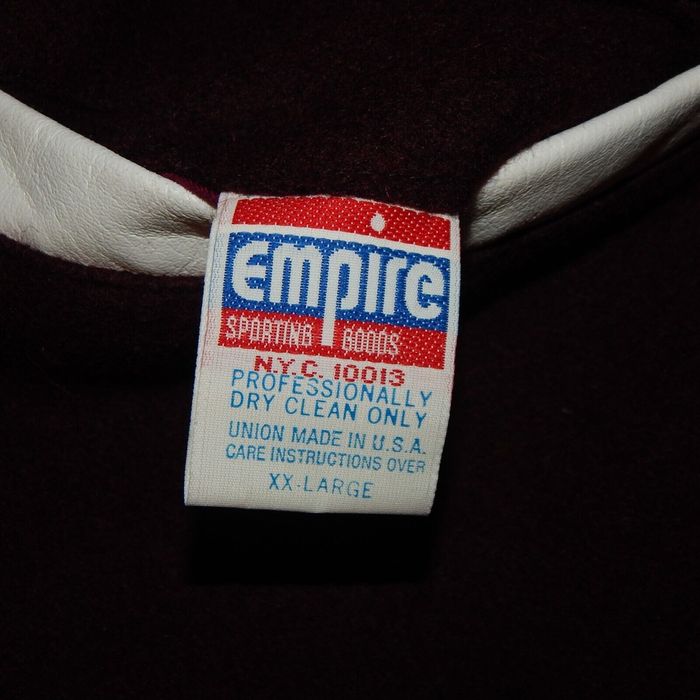 empire
SPORTING GOODS
N.Y.C. 10013
PROFESSIONALLY
DRY CLEAN ONLY
UNION MADE IN U.S.A.
CARE INSTRUCTIONS OVER
XX-LARGE